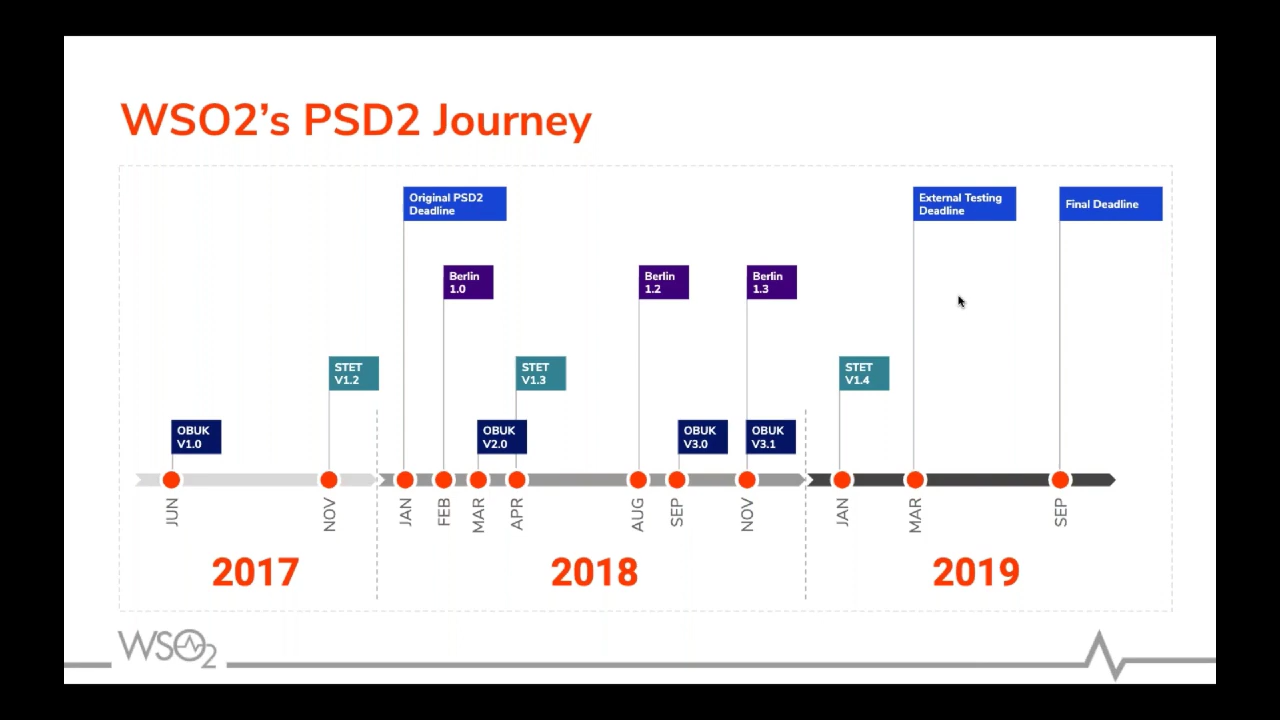 WSO2's PSD2 Journey
Original PSD2
Deadline
External Testing
Deadline
Final Deadline
Berlin
1.0
Berlin
1.2
Berlin
1.3
STET
V1.2
STET
V1.3
STET
V1.4
OBUK
V1.0
OBUK
V2.0
OBUK
V3.0
OBUK
V3.1
JUN
NOV
JAN
FEB
MAR
APR
AUG
SEP
NOV
JAN
MAR
SEP
2017
2018
2019
WSO2